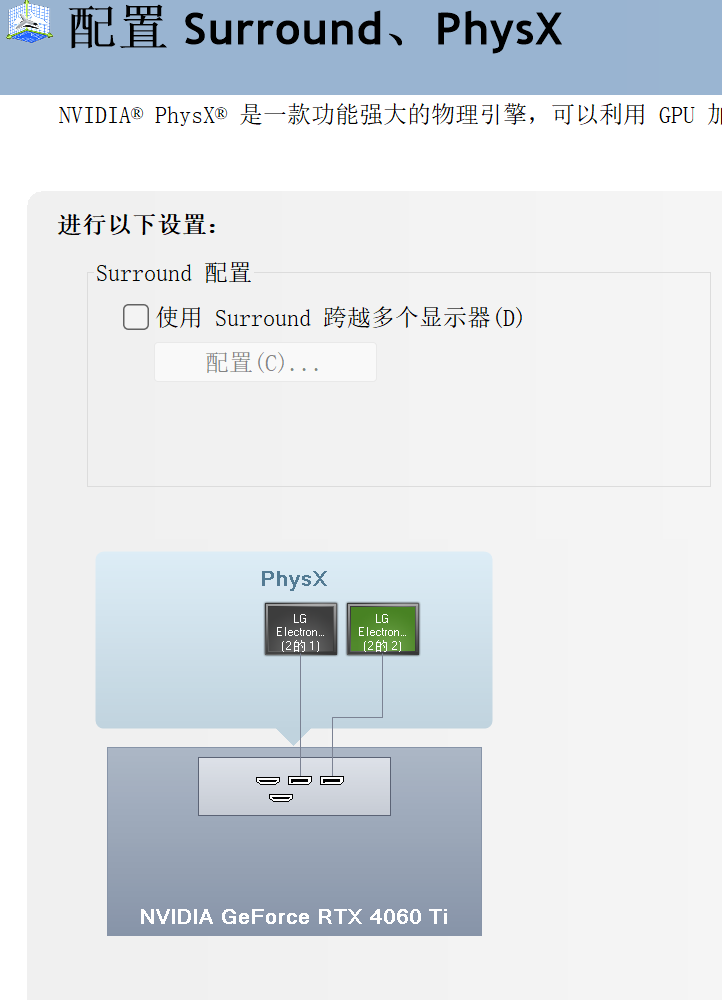 配置 Surround、PhysX
NVIDIA® PhysX® 是一款功能强大的物理引擎，可以利用 GPU 加
进行以下设置：
Surround 配置
使用 Surround 跨越多个显示器(D)
配置(C)...
PhysX
LG
Electron...
(2的 1)
LG
Electron...
(2的 2)
NVIDIA GeForce RTX 4060 Ti